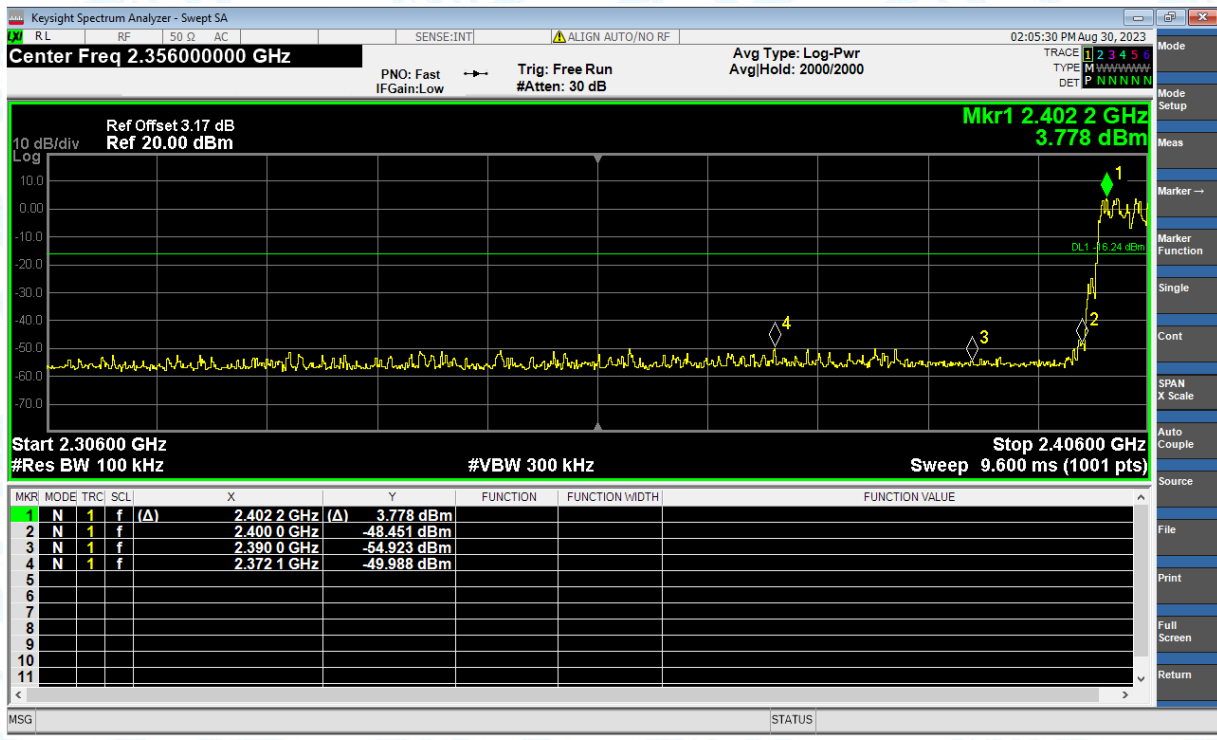 Keysight Spectrum Analyzer - Swept SA
LXI RL RF 50 Ω AC SENSE:INT ALIGN AUTO/NO RF 02:05:30 PM Aug 30, 2023
Center Freq 2.356000000 GHz
PNO: Fast
IFGain:Low
Trig: Free Run
#Atten: 30 dB
Avg Type: Log-Pwr
Avg|Hold: 2000/2000
TRACE 1 2 3 4 5 6
TYPE M WWWWW
DET P N N N N N
Ref Offset 3.17 dB
10 dB/div Ref 20.00 dBm
Log
Mkr1 2.402 2 GHz
3.778 dBm
10.0
0.00
-10.0
-20.0
-30.0
-40.0
-50.0
-60.0
-70.0
1
DL1 -16.24 dBm
2
3
4
Start 2.30600 GHz Stop 2.40600 GHz
#Res BW 100 kHz #VBW 300 kHz Sweep 9.600 ms (1001 pts)
MKR MODE TRC SCL X Y FUNCTION FUNCTION WIDTH FUNCTION VALUE
1 N 1 f (Δ) 2.402 2 GHz (Δ) 3.778 dBm
2 N 1 f 2.400 0 GHz -48.451 dBm
3 N 1 f 2.390 0 GHz -54.923 dBm
4 N 1 f 2.372 1 GHz -49.988 dBm
5
6
7
8
9
10
11
MSG STATUS
Mode
Mode
Setup
Meas
Marker →
Marker
Function
Single
Cont
SPAN
X Scale
Auto
Couple
Source
File
Print
Full
Screen
Return